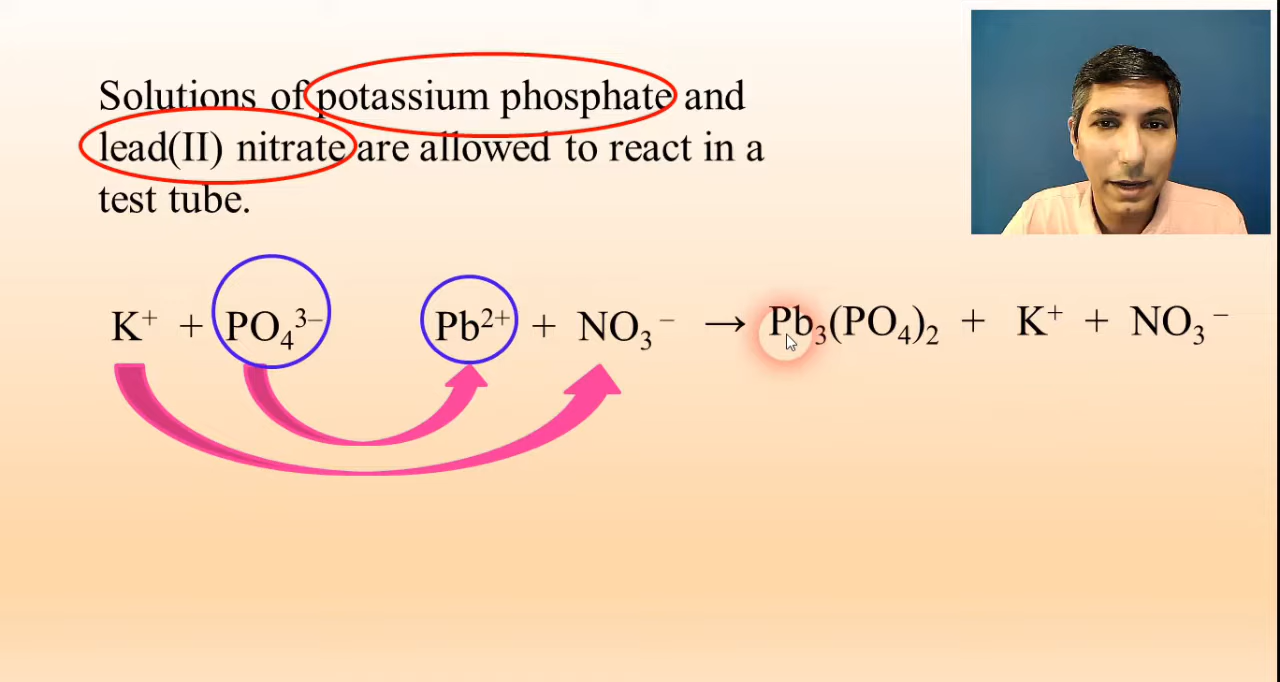 Solutions of potassium phosphate and
lead(II) nitrate are allowed to react in a
test tube.
K⁺ + PO₄³⁻ Pb²⁺ + NO₃⁻ → Pb₃(PO₄)₂ + K⁺ + NO₃⁻